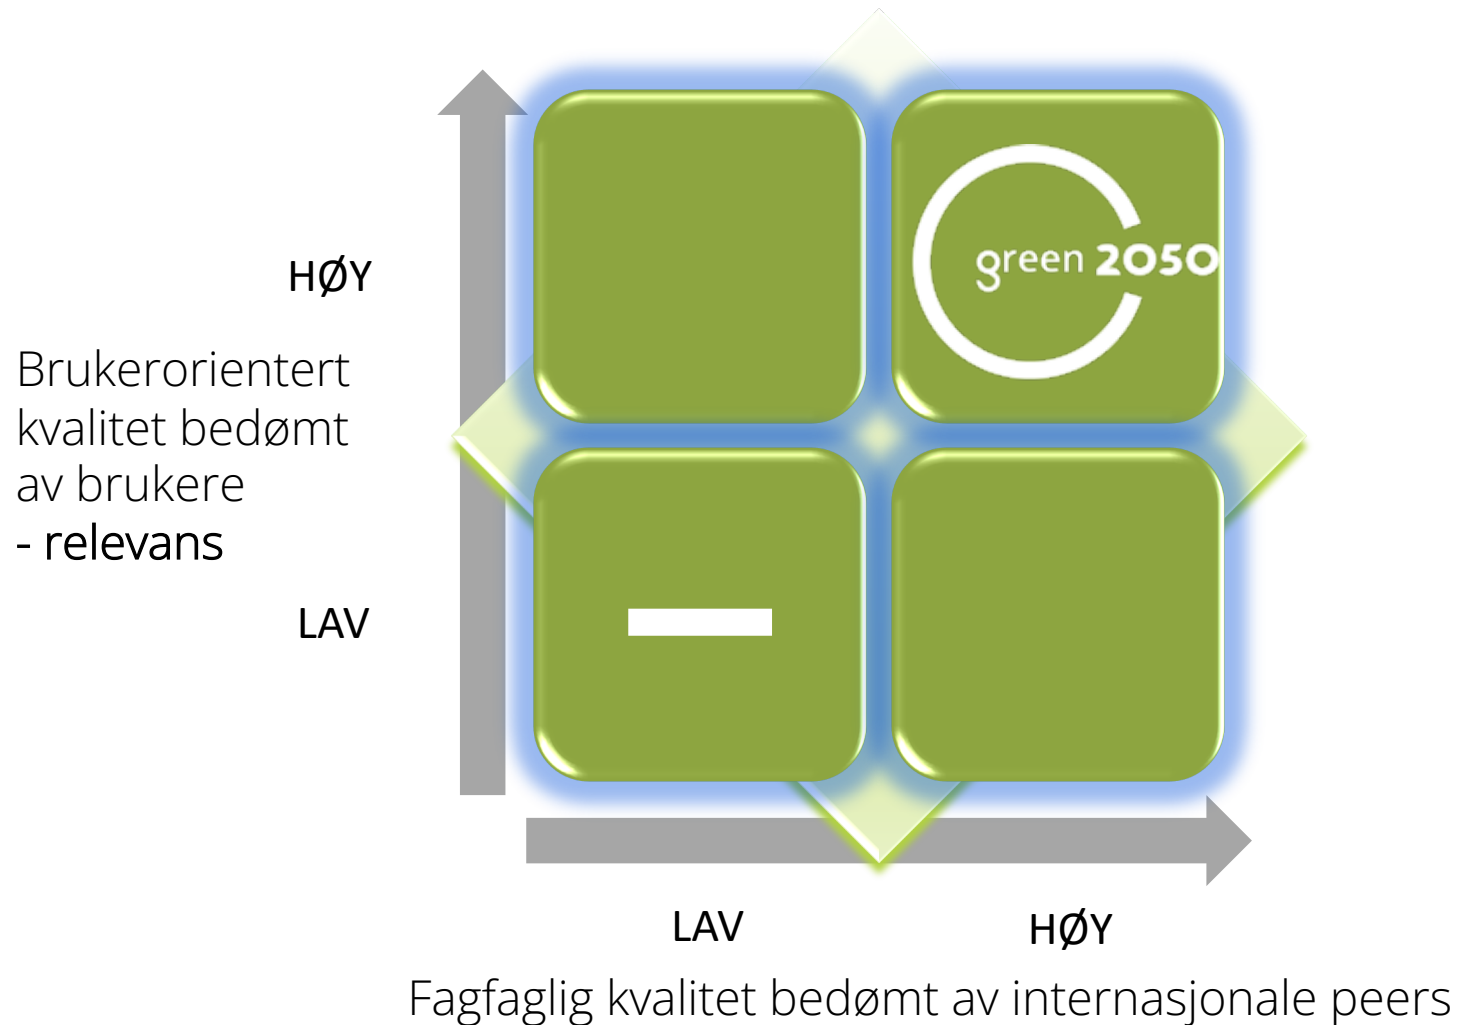 green 2050
HØY
Brukerorientert
kvalitet bedømt
av brukere
- relevans
LAV
LAV
HØY
Fagfaglig kvalitet bedømt av internasjonale peers